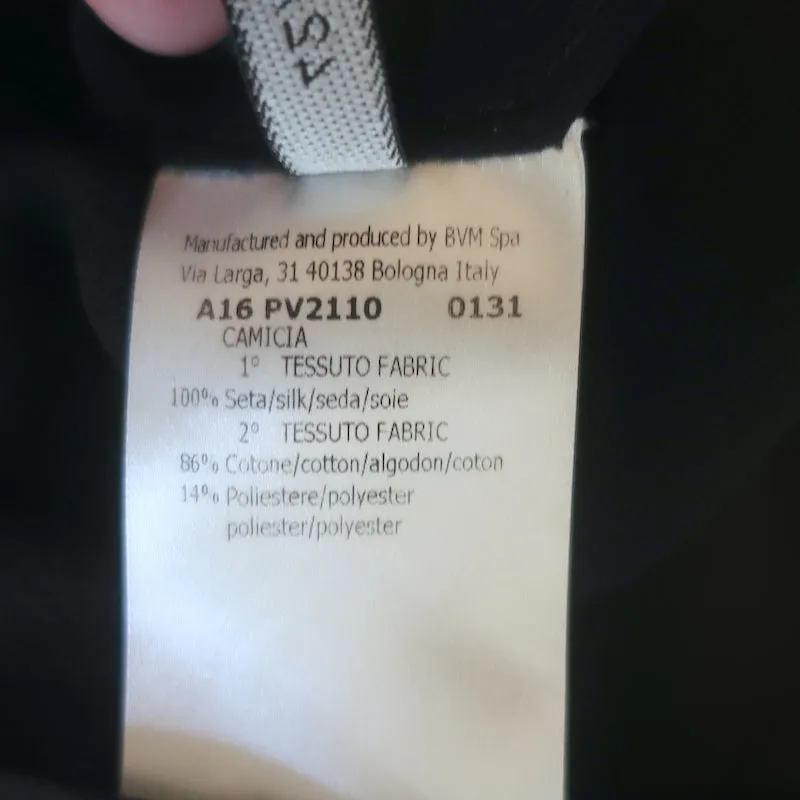 Manufactured and produced by BVM Spa
Via Larga, 31 40138 Bologna Italy
A16 PV2110 0131
CAMICIA
1° TESSUTO FABRIC
100% Seta/silk/seda/soie
2° TESSUTO FABRIC
86% Cotone/cotton/algodon/coton
14% Poliestere/polyester
poliester/polyester